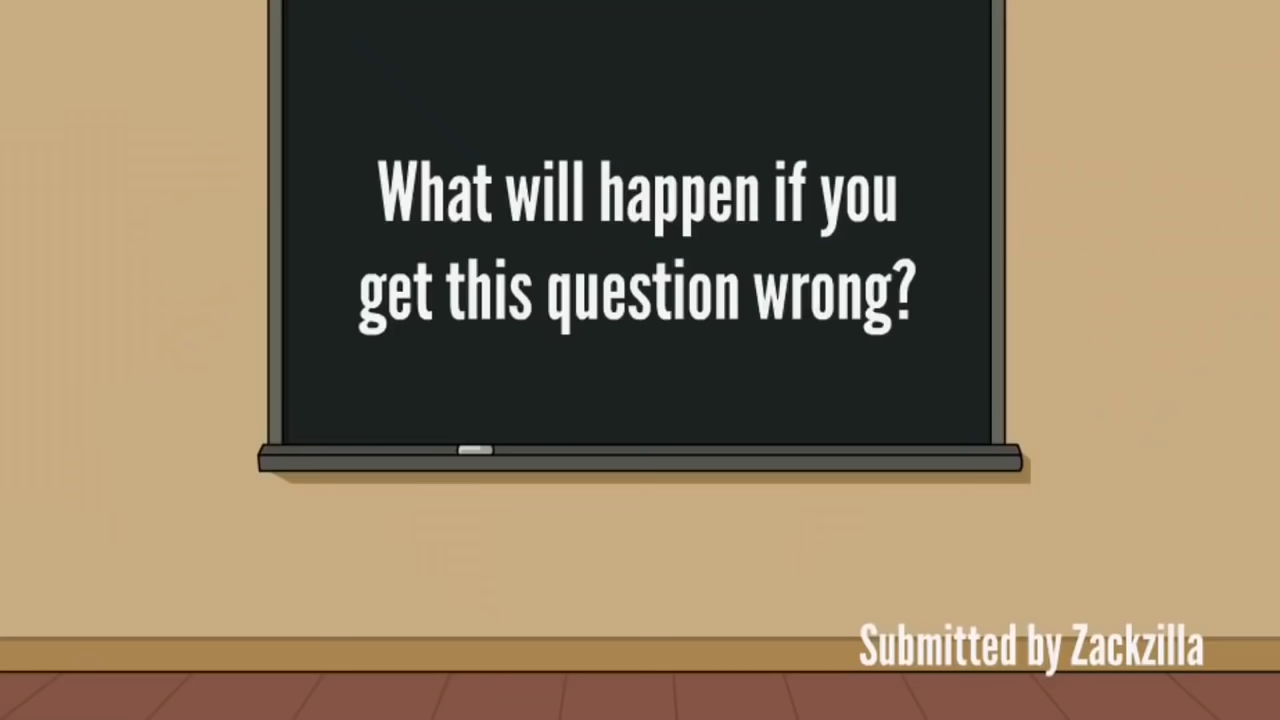 What will happen if you
get this question wrong?
Submitted by Zackzilla